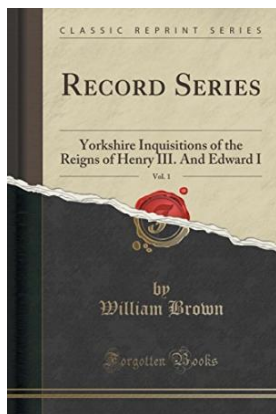 CLASSIC REPRINT SERIES
RECORD SERIES
Yorkshire Inquisitions of the
Reigns of Henry III. And Edward I
Vol. 1
by
William Brown
Forgotten Books